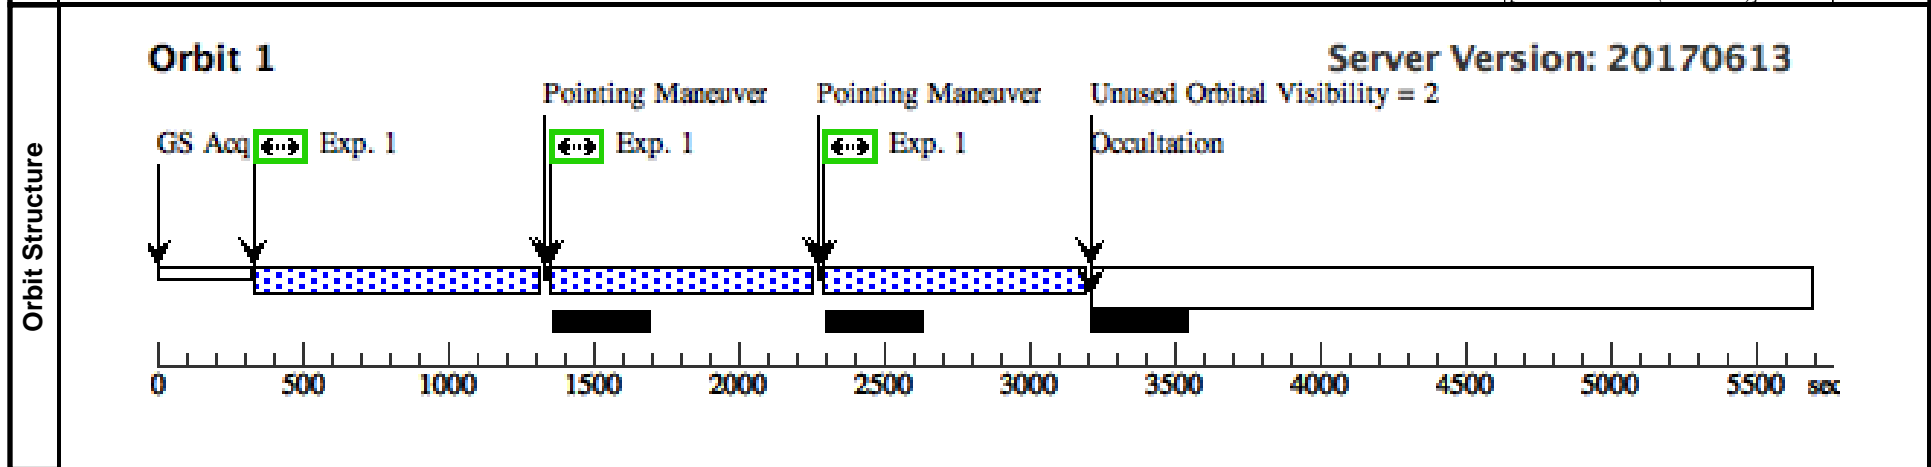 Orbit Structure
Orbit 1
Server Version: 20170613
Pointing Maneuver
Pointing Maneuver
Unused Orbital Visibility = 2
GS Acq
Exp. 1
Exp. 1
Exp. 1
Occultation
0 500 1000 1500 2000 2500 3000 3500 4000 4500 5000 5500 sec